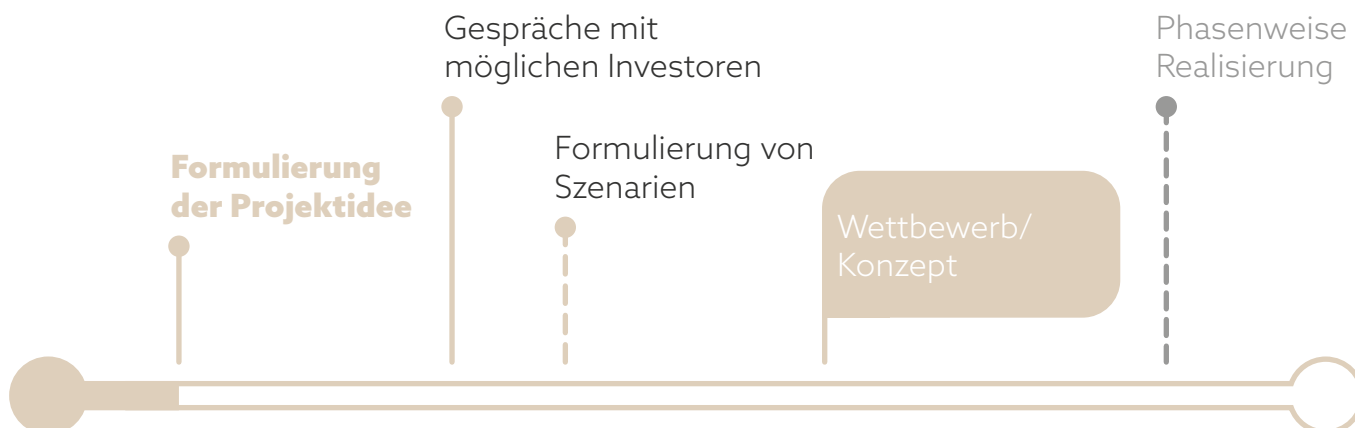 Gespräche mit
möglichen Investoren
Phasenweise
Realisierung
Formulierung von
Szenarien
Formulierung
der Projektidee
Wettbewerb/
Konzept